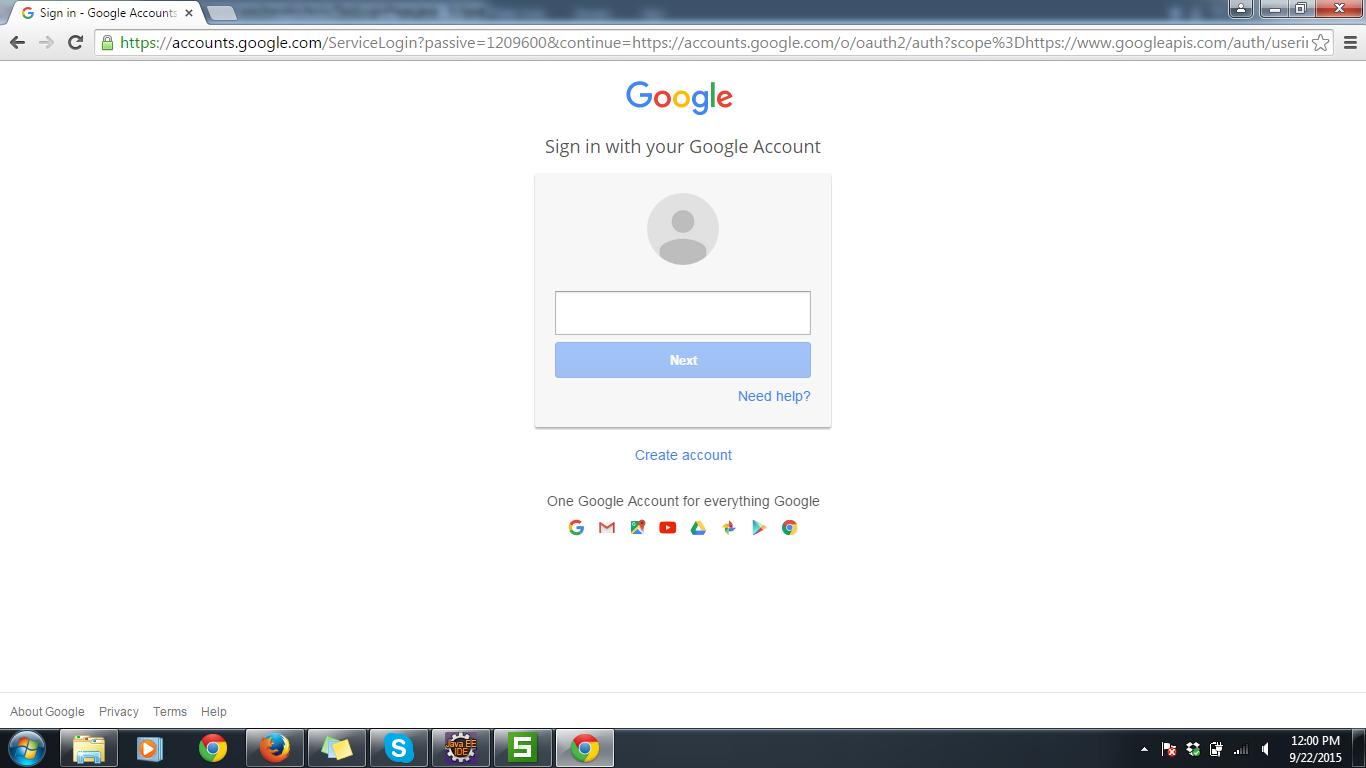 Sign in - Google Accounts
https://accounts.google.com/ServiceLogin?passive=1209600&continue=https://accounts.google.com/o/oauth2/auth?scope%3Dhttps://www.googleapis.com/auth/userin
Google
Sign in with your Google Account
Next
Need help?
Create account
One Google Account for everything Google
About Google Privacy Terms Help
Java EE
IDE
S
S
12:00 PM
9/22/2015